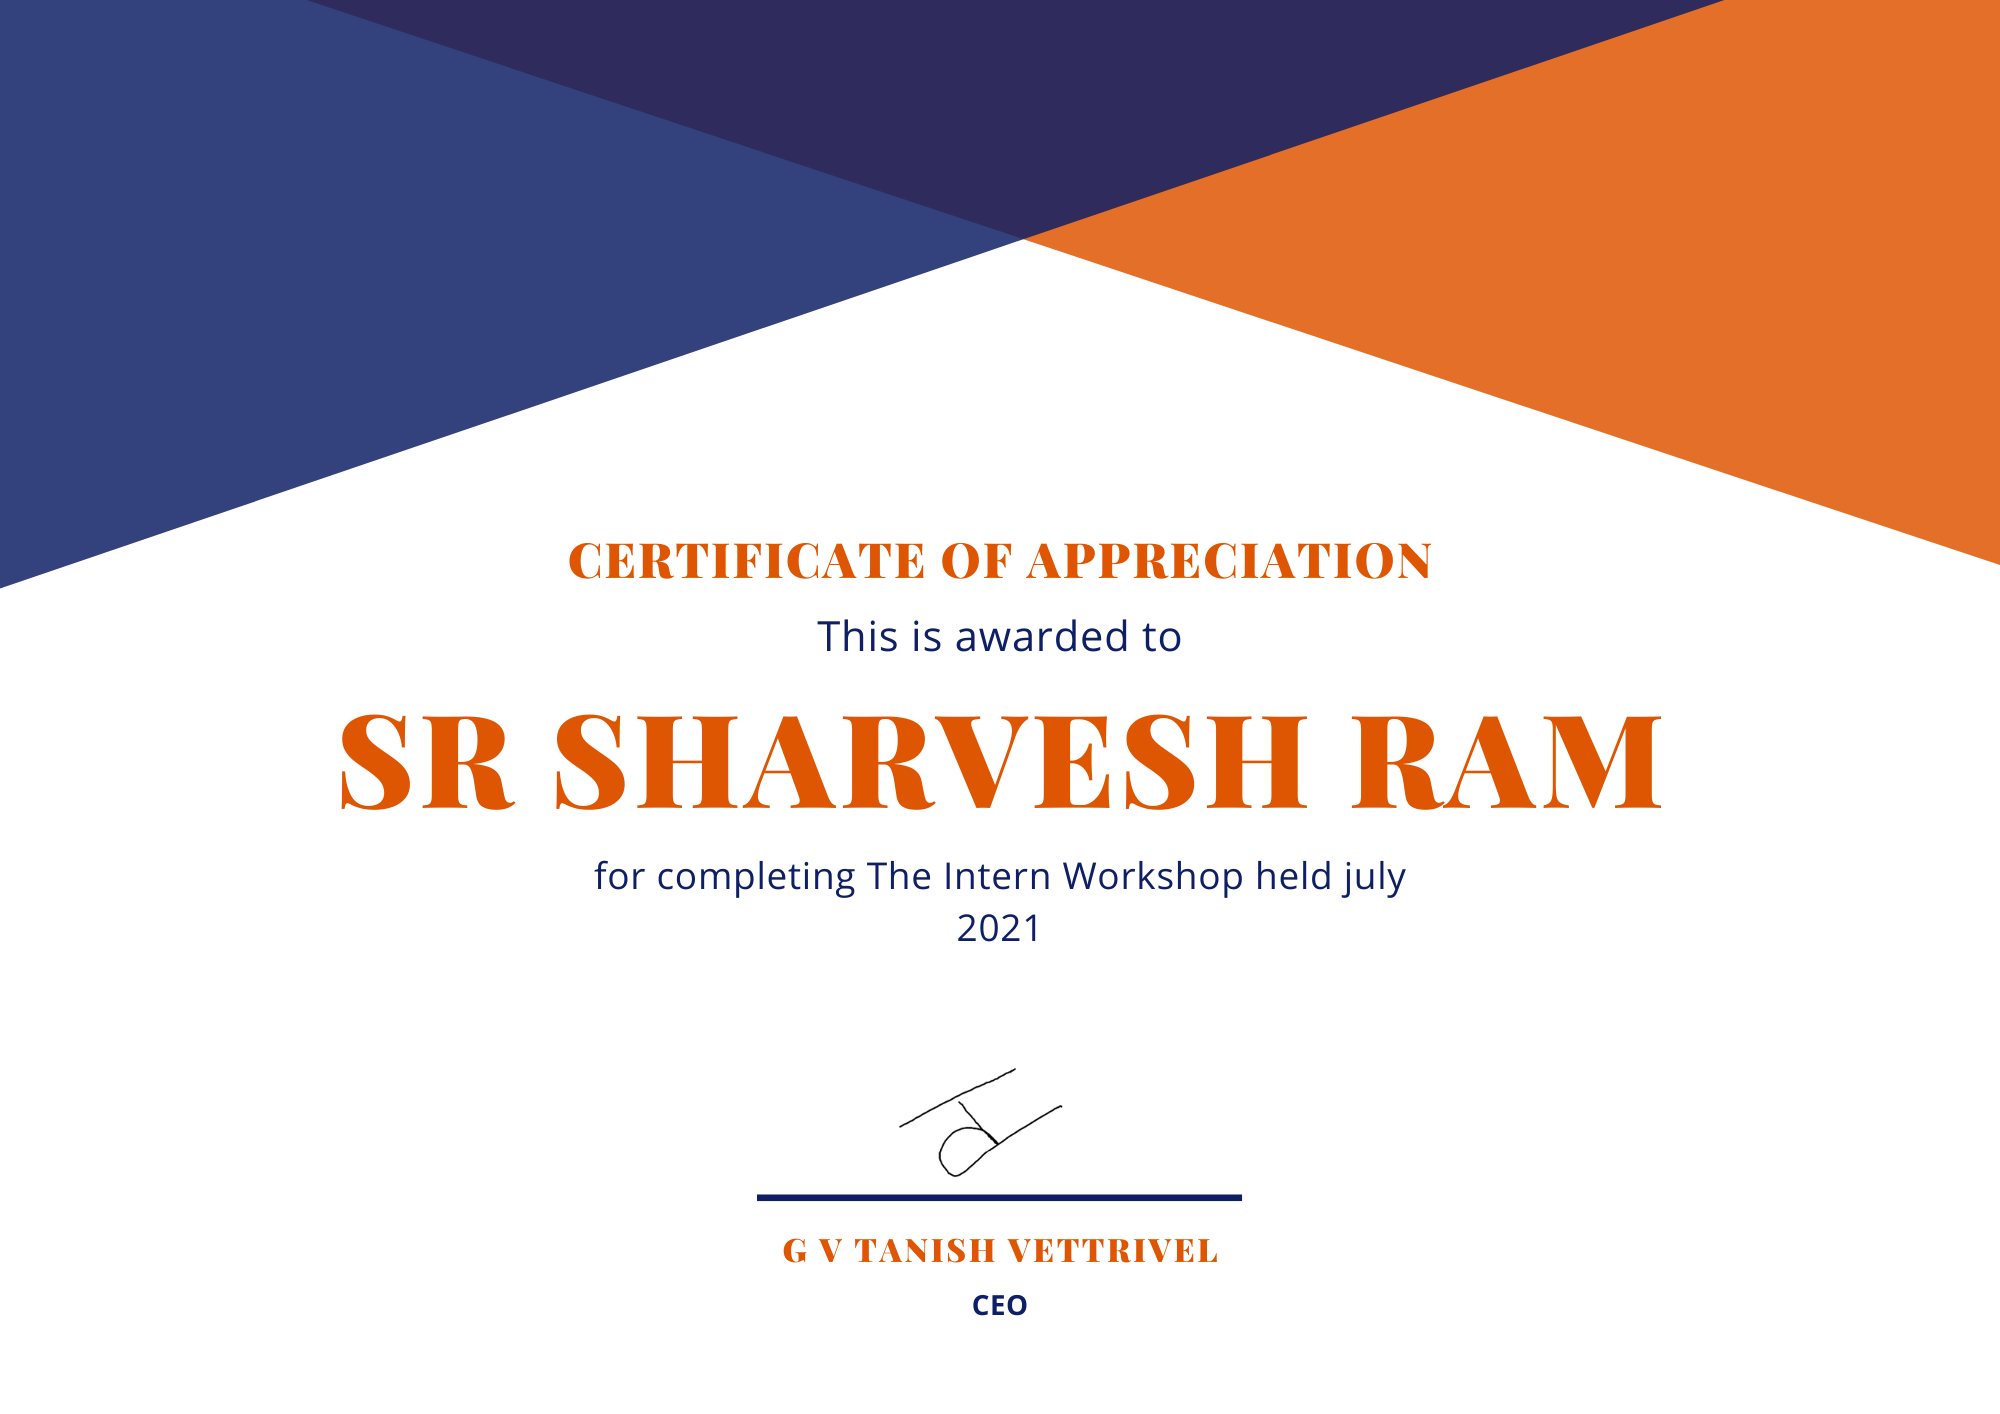 CERTIFICATE OF APPRECIATION
This is awarded to
SR SHARVESH RAM
for completing The Intern Workshop held july
2021
G V TANISH VETTRIVEL
CEO